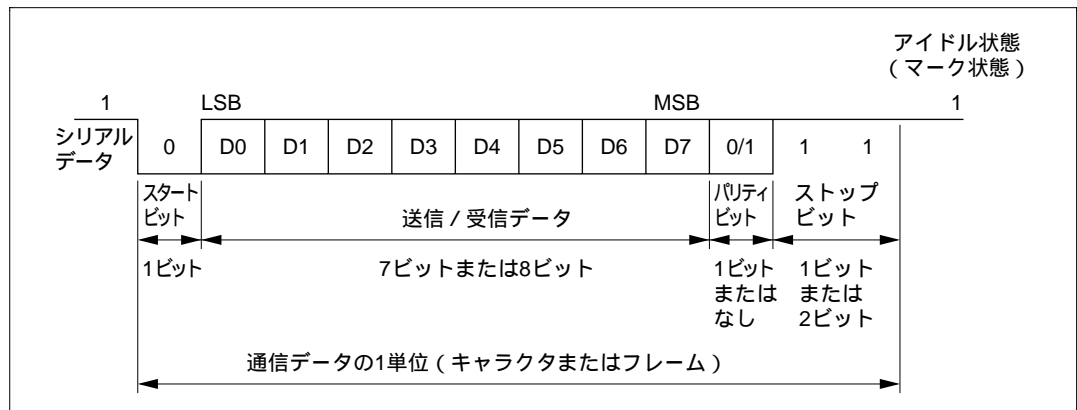 アイドル状態
（マーク状態）
1 LSB MSB 1
シリアル
データ
0 D0 D1 D2 D3 D4 D5 D6 D7 0/1 1 1
スタート
ビット
送信／受信データ
パリティ
ビット
ストップ
ビット
1ビット
7ビットまたは8ビット
1ビット
または
なし
1ビット
または
2ビット
通信データの1単位（キャラクタまたはフレーム）